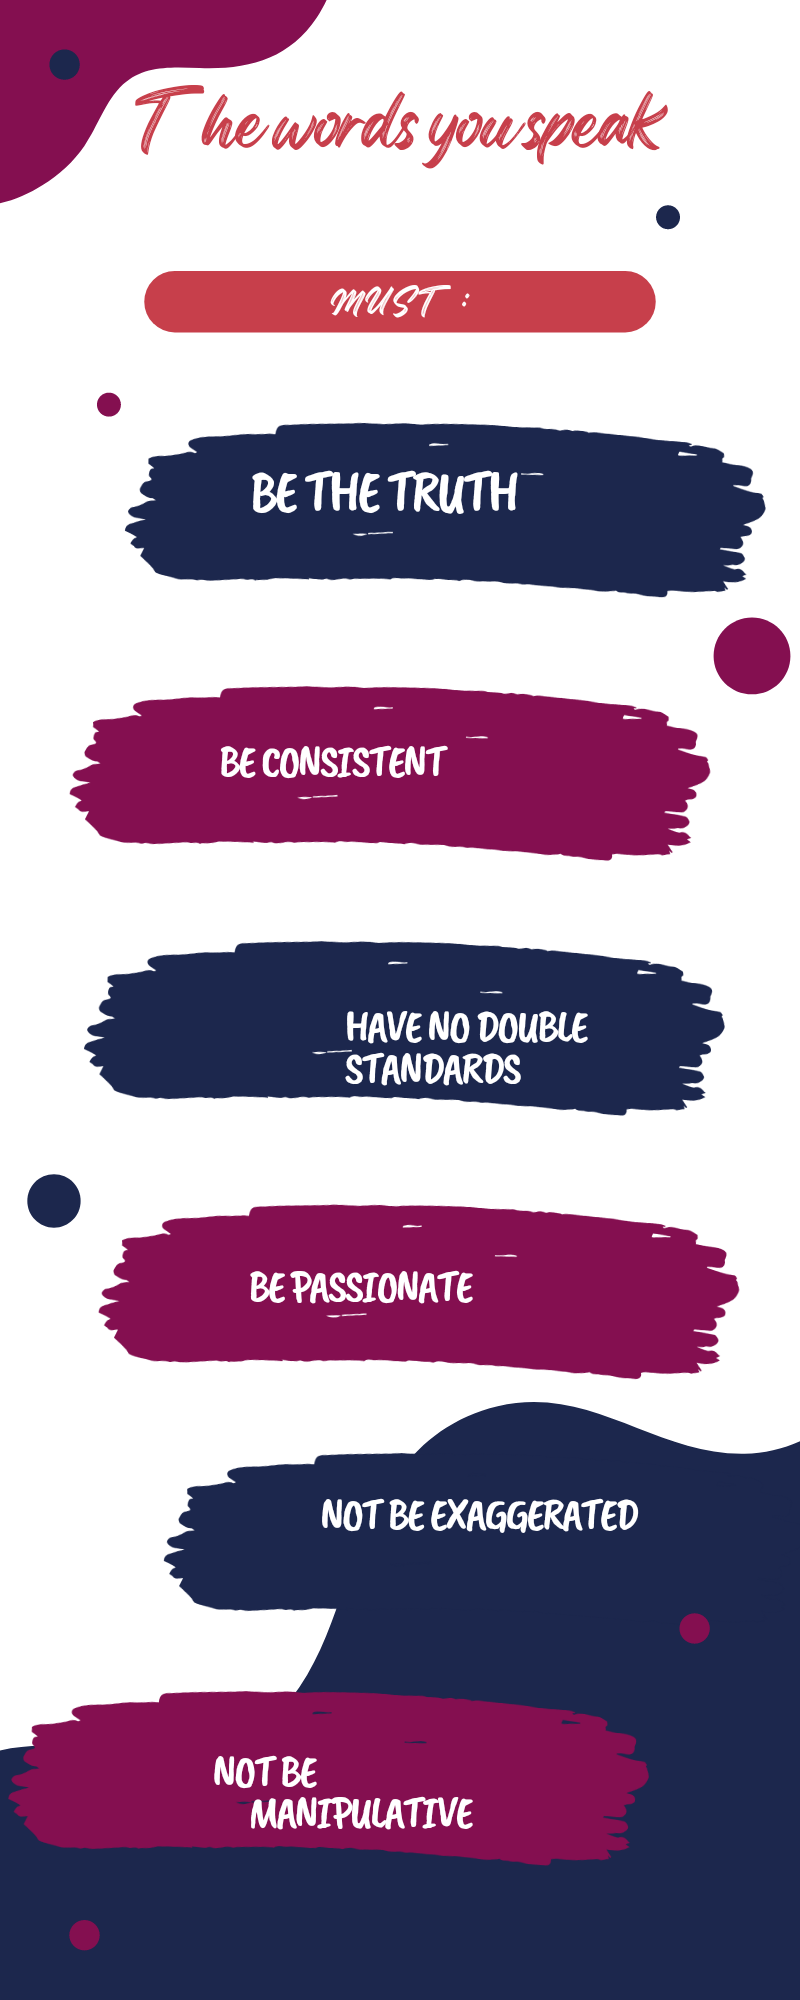 The words you speak
MUST :
BE THE TRUTH
BE CONSISTENT
HAVE NO DOUBLE
STANDARDS
BE PASSIONATE
NOT BE EXAGGERATED
NOT BE
MANIPULATIVE